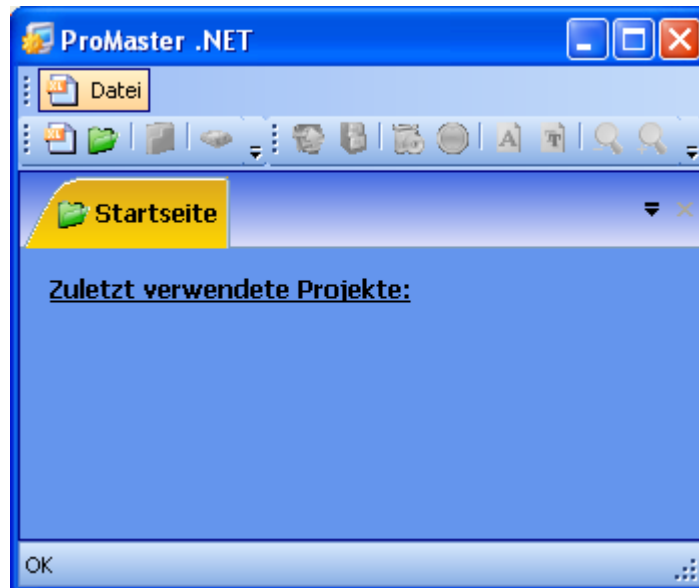 ProMaster .NET
Datei
Startseite
Zuletzt verwendete Projekte:
OK